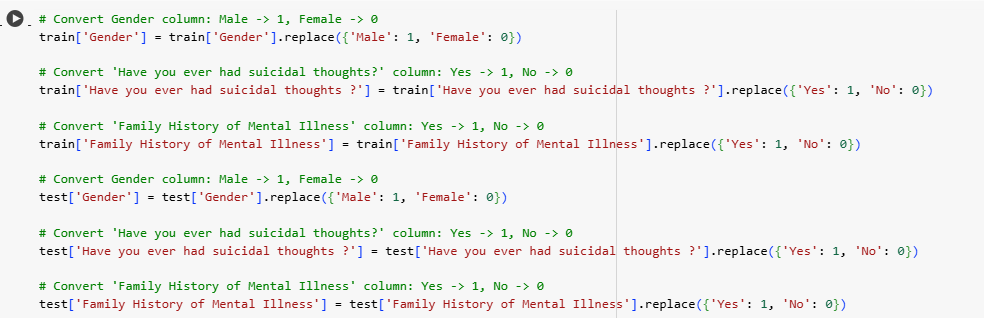 # Convert Gender column: Male -> 1, Female -> 0
train['Gender'] = train['Gender'].replace({'Male': 1, 'Female': 0})
# Convert 'Have you ever had suicidal thoughts?' column: Yes -> 1, No -> 0
train['Have you ever had suicidal thoughts ?'] = train['Have you ever had suicidal thoughts ?'].replace({'Yes': 1, 'No': 0})
# Convert 'Family History of Mental Illness' column: Yes -> 1, No -> 0
train['Family History of Mental Illness'] = train['Family History of Mental Illness'].replace({'Yes': 1, 'No': 0})
# Convert Gender column: Male -> 1, Female -> 0
test['Gender'] = test['Gender'].replace({'Male': 1, 'Female': 0})
# Convert 'Have you ever had suicidal thoughts?' column: Yes -> 1, No -> 0
test['Have you ever had suicidal thoughts ?'] = test['Have you ever had suicidal thoughts ?'].replace({'Yes': 1, 'No': 0})
# Convert 'Family History of Mental Illness' column: Yes -> 1, No -> 0
test['Family History of Mental Illness'] = test['Family History of Mental Illness'].replace({'Yes': 1, 'No': 0})